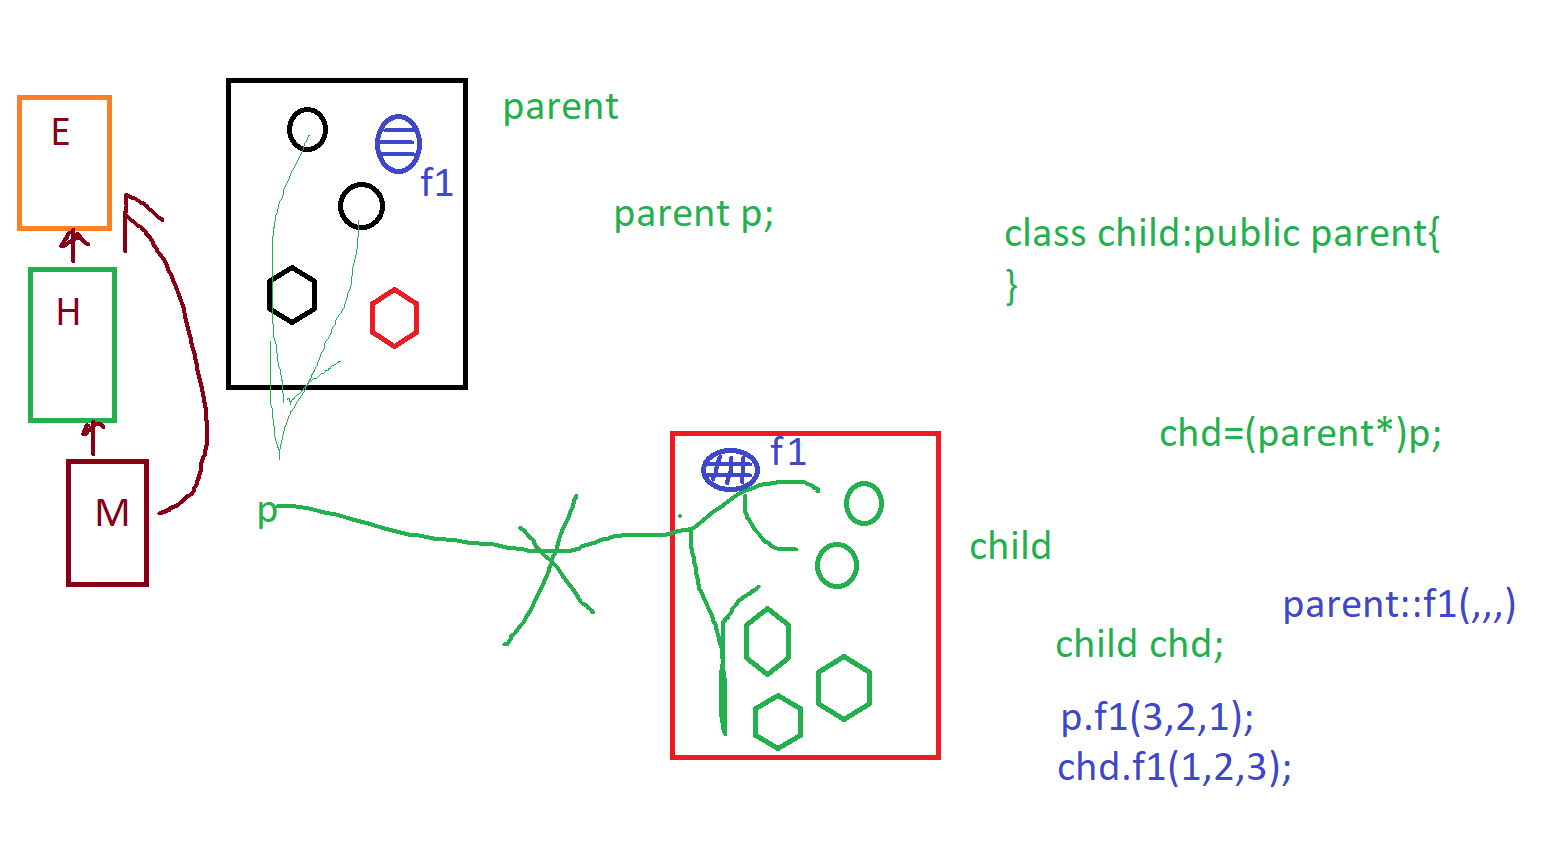 E
H
M
f1
parent
parent p;
class child:public parent{
}
chd=(parent*)p;
p
f1
child
parent::f1(,,,)
child chd;
p.f1(3,2,1);
chd.f1(1,2,3);